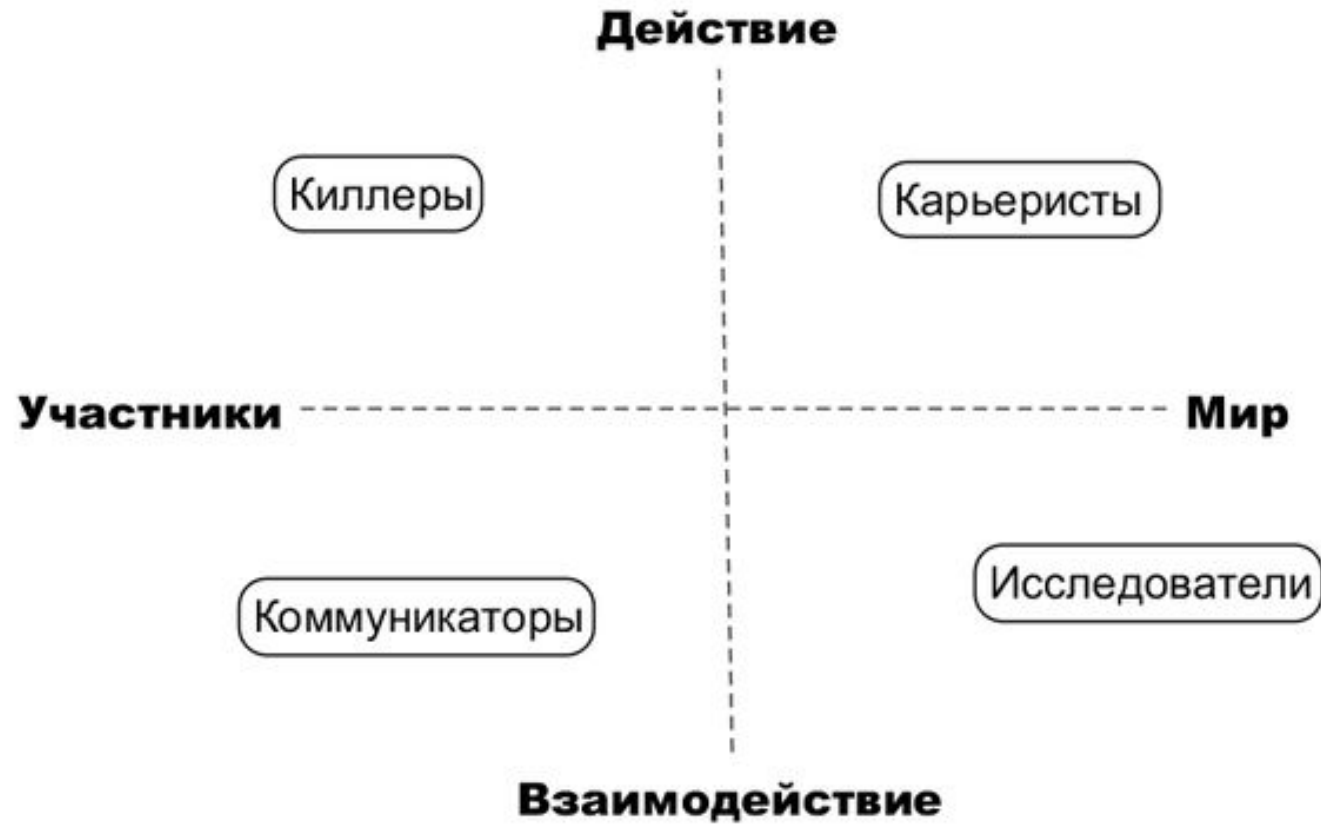 Действие
Киллеры
Карьеристы
Участники
Мир
Исследователи
Коммуникаторы
Взаимодействие